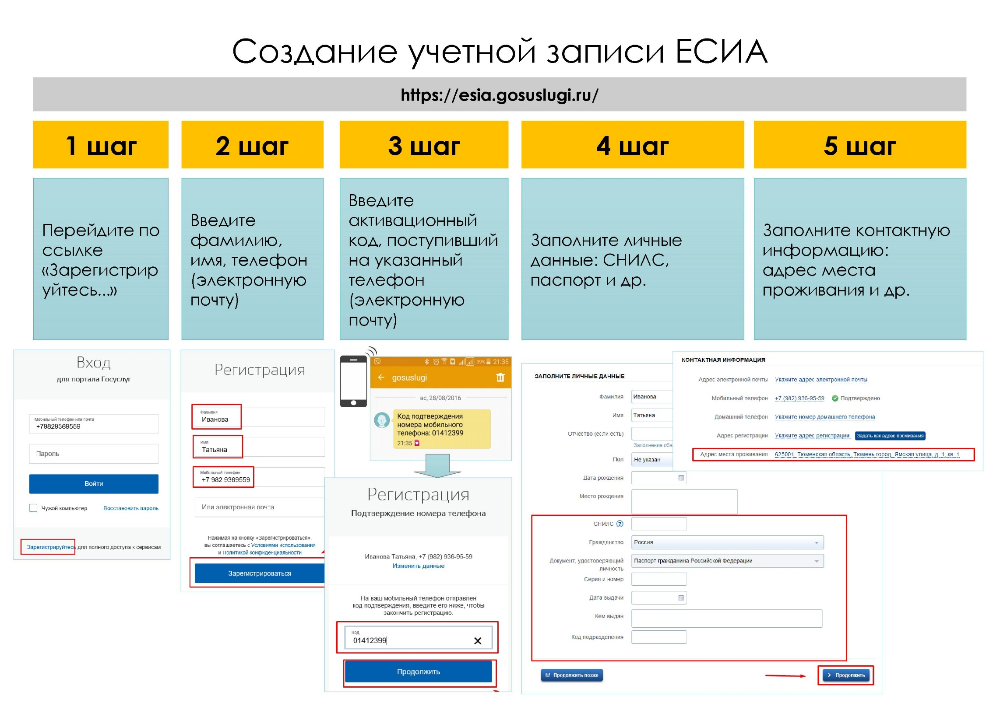 Создание учетной записи ЕСИА
https://esia.gosuslugi.ru/
1 шаг
2 шаг
3 шаг
4 шаг
5 шаг
Перейдите по
ссылке
«Зарегистрир
уйтесь...»
Введите
фамилию,
имя, телефон
(электронную
почту)
Введите
активационный
код, поступивший
на указанный
телефон
(электронную
почту)
Заполните личные
данные: СНИЛС,
паспорт и др.
Заполните контактную
информацию:
адрес места
проживания и др.
Вход
для портала Госуслуг
Мобильный телефон или почта
+79829369559
Пароль
Войти
Чужой компьютер
Восстановить пароль
Зарегистрируйтесь для полного доступа к сервисам
Регистрация
Фамилия
Иванова
Имя
Татьяна
Мобильный телефон
+7 982 9369559
Или электронная почта
Нажимая на кнопку «Зарегистрироваться»,
вы соглашаетесь с Условиями использования
и Политикой конфиденциальности
Зарегистрироваться
39% 21:35
gosuslugi
вс, 28/08/2016
Код подтверждения
номера мобильного
телефона: 01412399
21:35
Регистрация
Подтверждение номера телефона
Иванова Татьяна, +7 (982) 936-95-59
Изменить данные
На ваш мобильный телефон отправлен
код подтверждения, введите его ниже, чтобы
закончить регистрацию.
Код
01412399
Продолжить
ЗАПОЛНИТЕ ЛИЧНЫЕ ДАННЫЕ
Фамилия Иванова
Имя Татьяна
Отчество (если есть)
Заполнение обя
Пол Не указан
Дата рождения
Место рождения
СНИЛС ?
Гражданство Россия
Документ, удостоверяющий Паспорт гражданина Российской Федерации
личность
Серия и номер
Дата выдачи
Кем выдан
Код подразделения
Продолжить позже
Продолжить
КОНТАКТНАЯ ИНФОРМАЦИЯ
Адрес электронной почты Укажите адрес электронной почты
Мобильный телефон +7 (982) 936-95-59 Подтверждено
Домашний телефон Укажите номер домашнего телефона
Адрес регистрации Укажите адрес регистрации Задать как адрес проживания
Адрес места проживания 625001, Тюменская область, Тюмень город, Ямская улица, д. 1, кв. 1